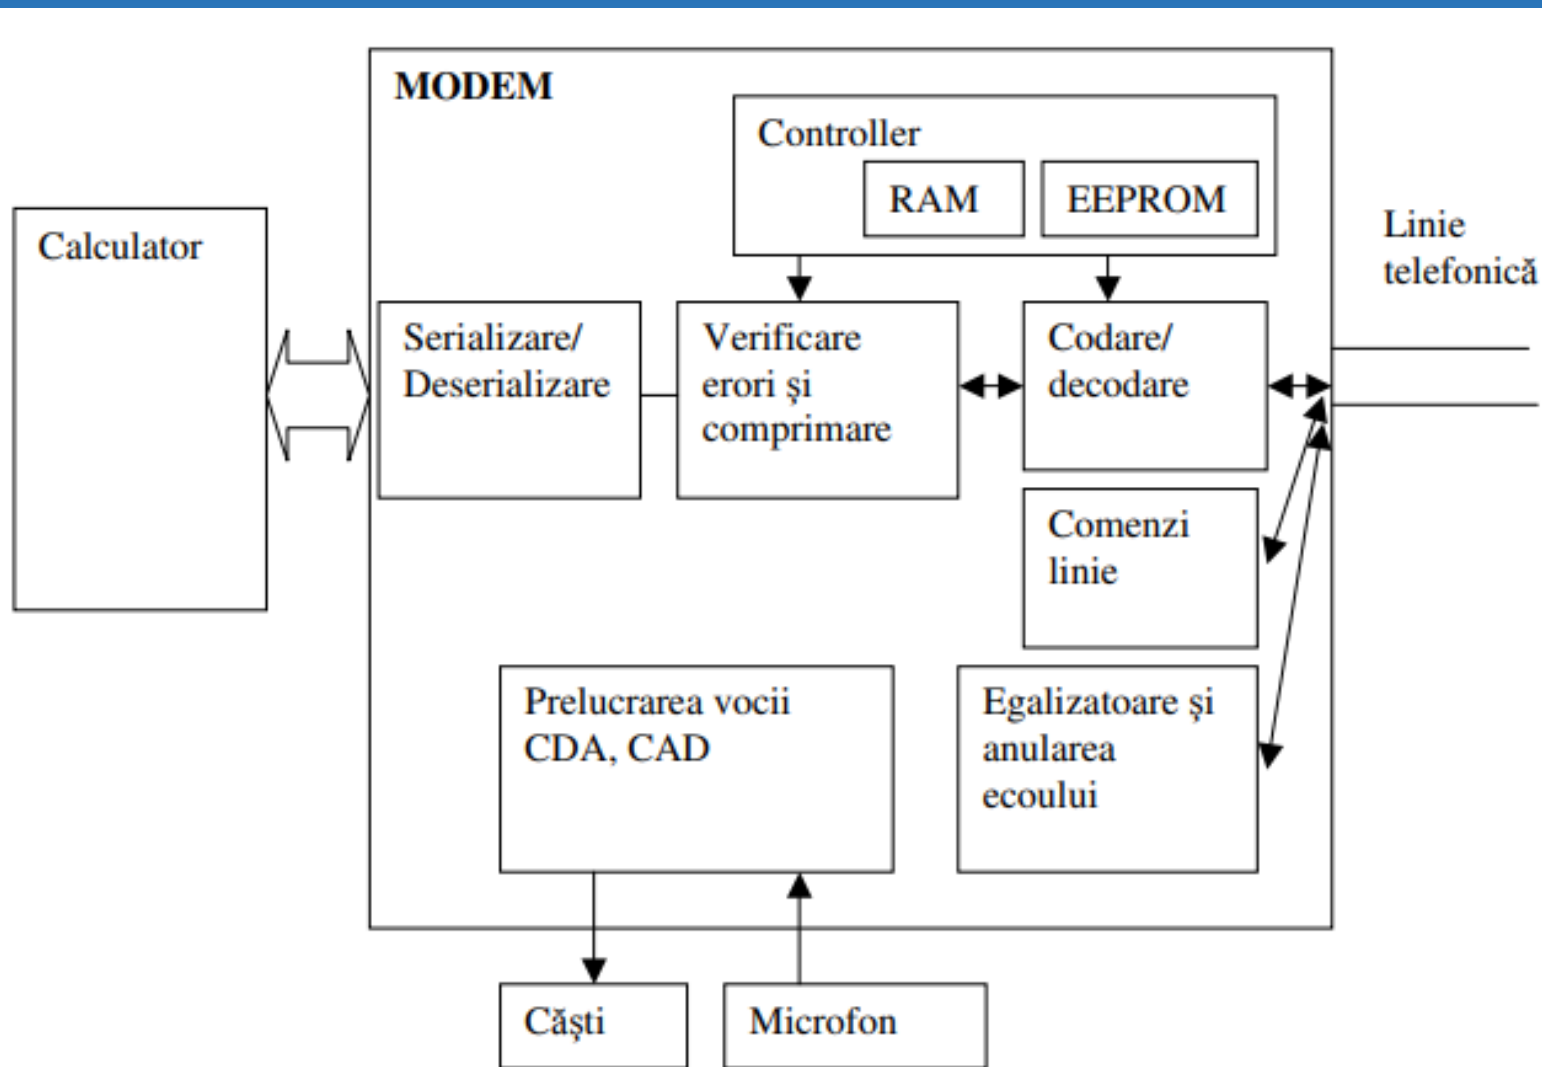 MODEM
Controller
RAM
EEPROM
Calculator
Linie
telefonică
Serializare/
Deserializare
Verificare
erori și
comprimare
Codare/
decodare
Comenzi
linie
Prelucrarea vocii
CDA, CAD
Egalizatoare și
anularea
ecoului
Căști
Microfon